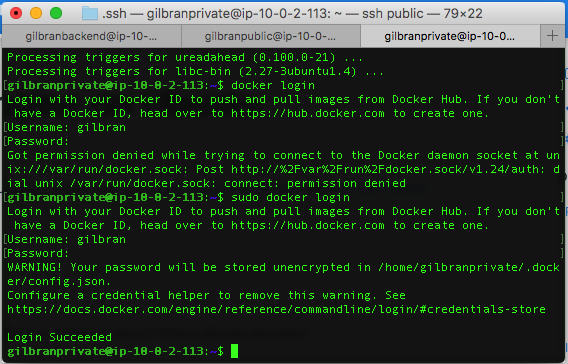 .ssh — gilbranprivate@ip-10-0-2-113: ~ — ssh public — 79×22
gilbranbackend@ip-10-... gilbranpublic@ip-10-0-... gilbranprivate@ip-10-0... +
Processing triggers for ureadahead (0.100.0-21) ...
Processing triggers for libc-bin (2.27-3ubuntu1.4) ...
[gilbranprivate@ip-10-0-2-113:~$ docker login ]
Login with your Docker ID to push and pull images from Docker Hub. If you don't
have a Docker ID, head over to https://hub.docker.com to create one.
[Username: gilbran ]
[Password: ]
Got permission denied while trying to connect to the Docker daemon socket at un
ix:///var/run/docker.sock: Post http://%2Fvar%2Frun%2Fdocker.sock/v1.24/auth: d
ial unix /var/run/docker.sock: connect: permission denied
[gilbranprivate@ip-10-0-2-113:~$ sudo docker login ]
Login with your Docker ID to push and pull images from Docker Hub. If you don't
have a Docker ID, head over to https://hub.docker.com to create one.
[Username: gilbran ]
[Password: ]
WARNING! Your password will be stored unencrypted in /home/gilbranprivate/.dock
er/config.json.
Configure a credential helper to remove this warning. See
https://docs.docker.com/engine/reference/commandline/login/#credentials-store
Login Succeeded
gilbranprivate@ip-10-0-2-113:~$